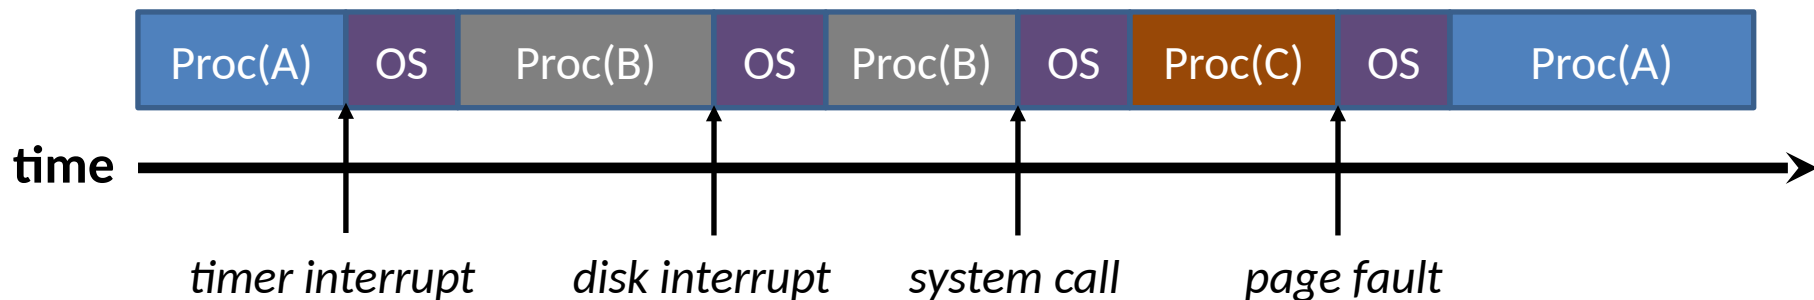 Proc(A) OS Proc(B) OS Proc(B) OS Proc(C) OS Proc(A)
time
timer interrupt disk interrupt system call page fault